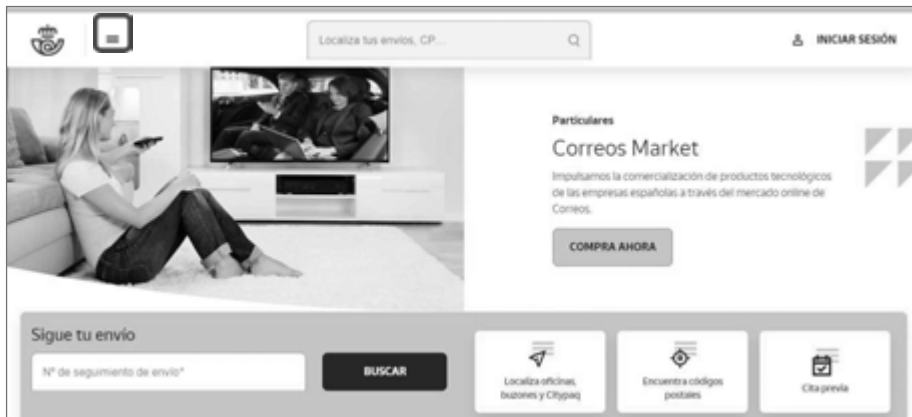 Localiza tus envíos, CP...
INICIAR SESIÓN
Particulares
Correos Market
Impulsamos la comercialización de productos tecnológicos
de las empresas españolas a través del mercado online de
Correos.
COMPRA AHORA
Sigue tu envío
Nº de seguimiento de envío*
BUSCAR
Localiza oficinas,
buzones y Citypaq
Encuentra códigos
postales
Cita previa